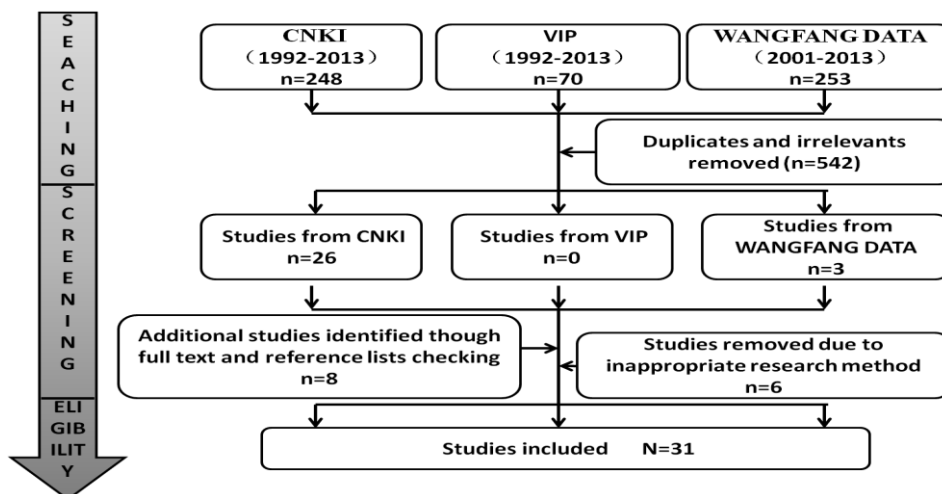 SEACHING
CNKI
（1992-2013）
n=248
VIP
（1992-2013）
n=70
WANGFANG DATA
（2001-2013）
n=253
Duplicates and irrelevants
removed (n=542)
SCREENING
Studies from CNKI
n=26
Studies from VIP
n=0
Studies from
WANGFANG DATA
n=3
Additional studies identified though
full text and reference lists checking
n=8
Studies removed due to
inappropriate research method
n=6
ELI
GIB
ILIT
Y
Studies included N=31